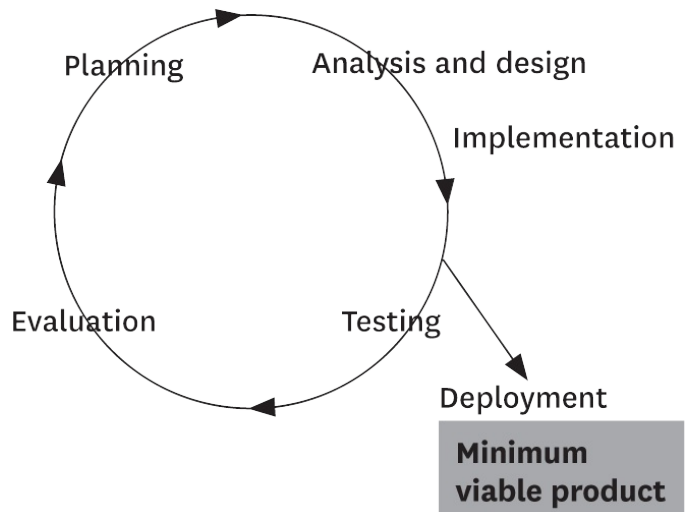 Planning
Analysis and design
Implementation
Evaluation
Testing
Deployment
Minimum
viable product